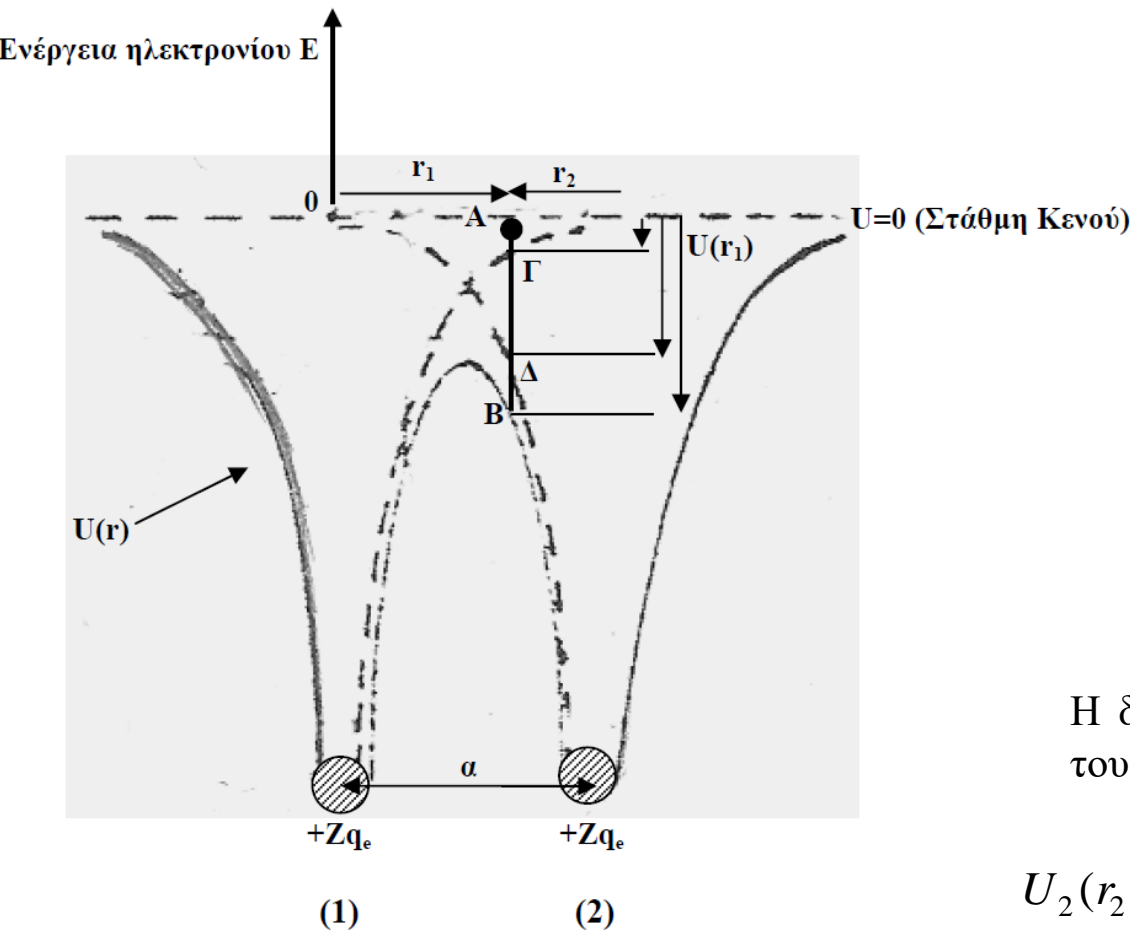 Ενέργεια ηλεκτρονίου Ε
r₁
r₂
0
Α
U=0 (Στάθμη Κενού)
U(r₁)
Γ
Δ
Β
U(r)
α
+Zqₑ
+Zqₑ
(1)
(2)
Η δ
του
U₂(r₂